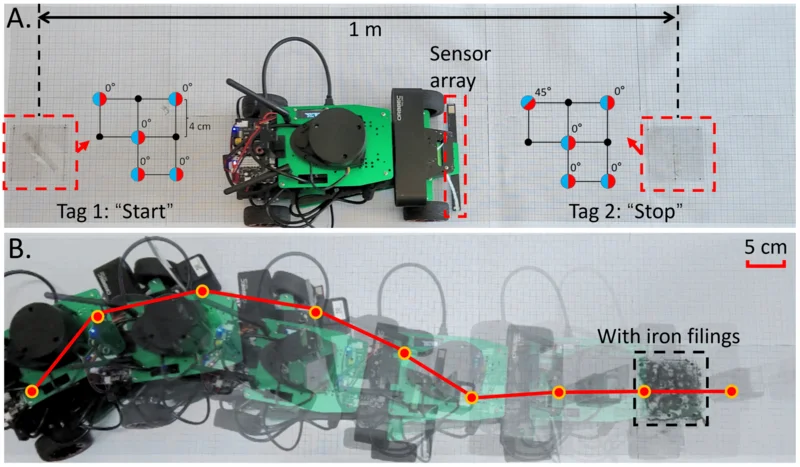 A.
1 m
Sensor
array
0°
0°
4 cm
0°
0°
0°
45°
0°
0°
0°
0°
Tag 1: “Start”
Tag 2: “Stop”
B.
5 cm
With iron filings